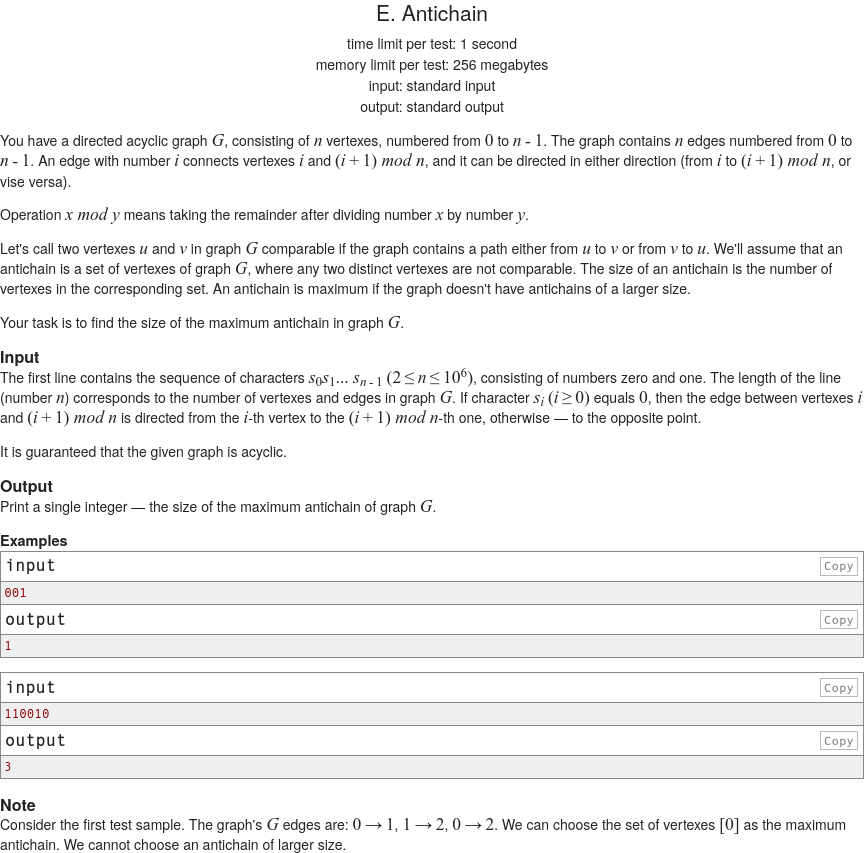 E. Antichain
time limit per test: 1 second
memory limit per test: 256 megabytes
input: standard input
output: standard output
You have a directed acyclic graph G, consisting of n vertexes, numbered from 0 to n - 1. The graph contains n edges numbered from 0 to
n - 1. An edge with number i connects vertexes i and (i + 1) mod n, and it can be directed in either direction (from i to (i + 1) mod n, or
vise versa).
Operation x mod y means taking the remainder after dividing number x by number y.
Let's call two vertexes u and v in graph G comparable if the graph contains a path either from u to v or from v to u. We'll assume that an
antichain is a set of vertexes of graph G, where any two distinct vertexes are not comparable. The size of an antichain is the number of
vertexes in the corresponding set. An antichain is maximum if the graph doesn't have antichains of a larger size.
Your task is to find the size of the maximum antichain in graph G.
Input
The first line contains the sequence of characters s0s1... sn - 1 (2 ≤ n ≤ 10^6), consisting of numbers zero and one. The length of the line
(number n) corresponds to the number of vertexes and edges in graph G. If character si (i ≥ 0) equals 0, then the edge between vertexes i
and (i + 1) mod n is directed from the i-th vertex to the (i + 1) mod n-th one, otherwise — to the opposite point.
It is guaranteed that the given graph is acyclic.
Output
Print a single integer — the size of the maximum antichain of graph G.
Examples
input Copy
001
output Copy
1
input Copy
110010
output Copy
3
Note
Consider the first test sample. The graph's G edges are: 0 → 1, 1 → 2, 0 → 2. We can choose the set of vertexes [0] as the maximum
antichain. We cannot choose an antichain of larger size.